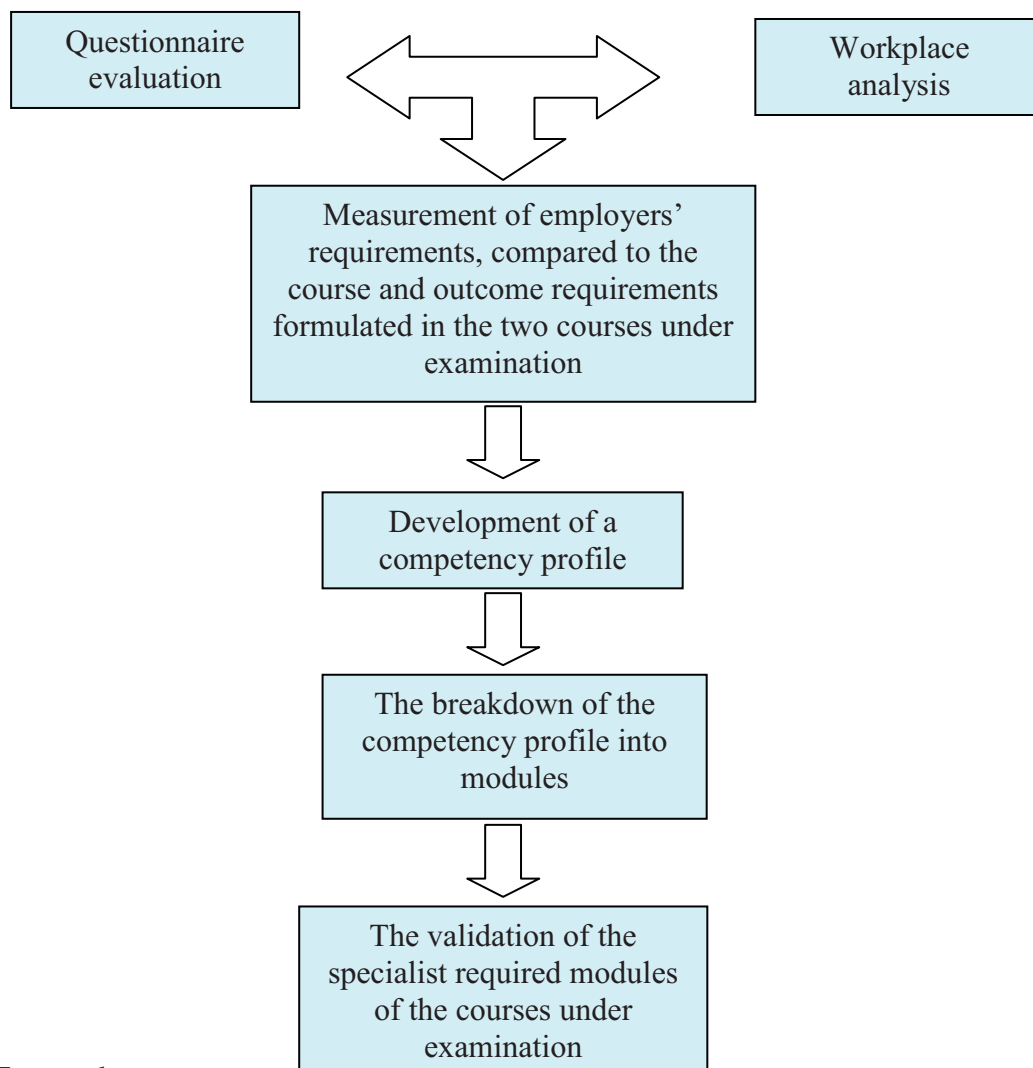 Questionnaire
evaluation
Workplace
analysis
Measurement of employers’
requirements, compared to the
course and outcome requirements
formulated in the two courses under
examination
Development of a
competency profile
The breakdown of the
competency profile into
modules
The validation of the
specialist required modules
of the courses under
examination